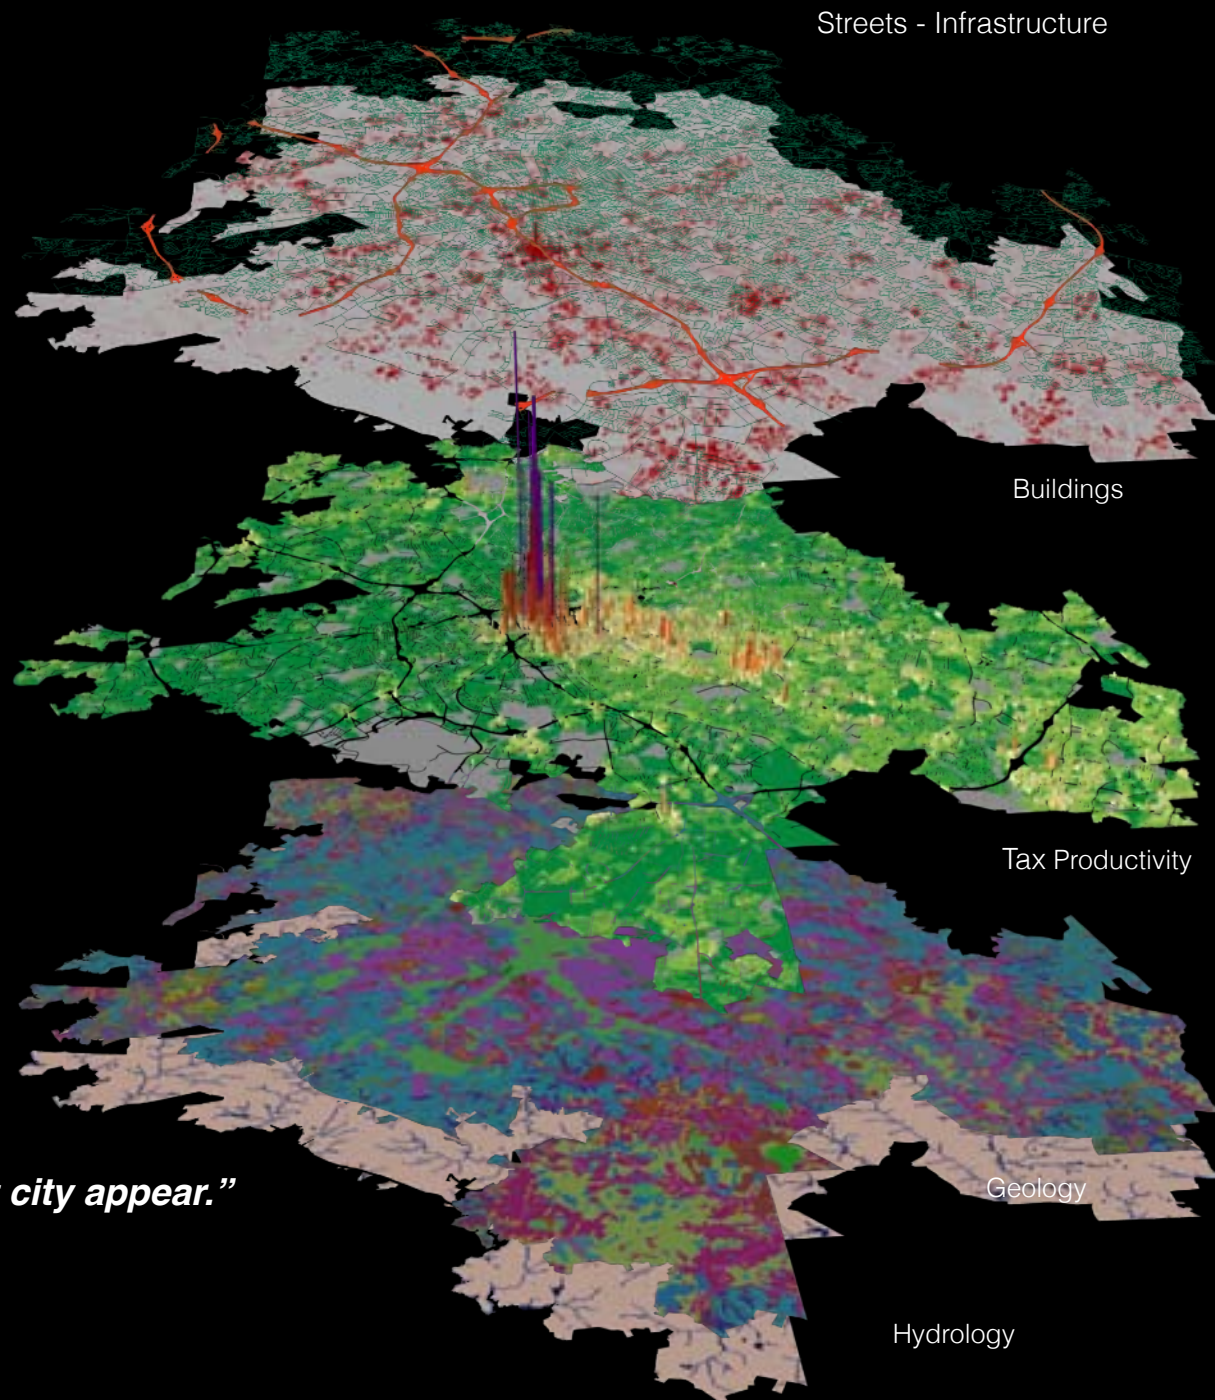 Streets - Infrastructure
Buildings
Tax Productivity
city appear.”
Geology
Hydrology